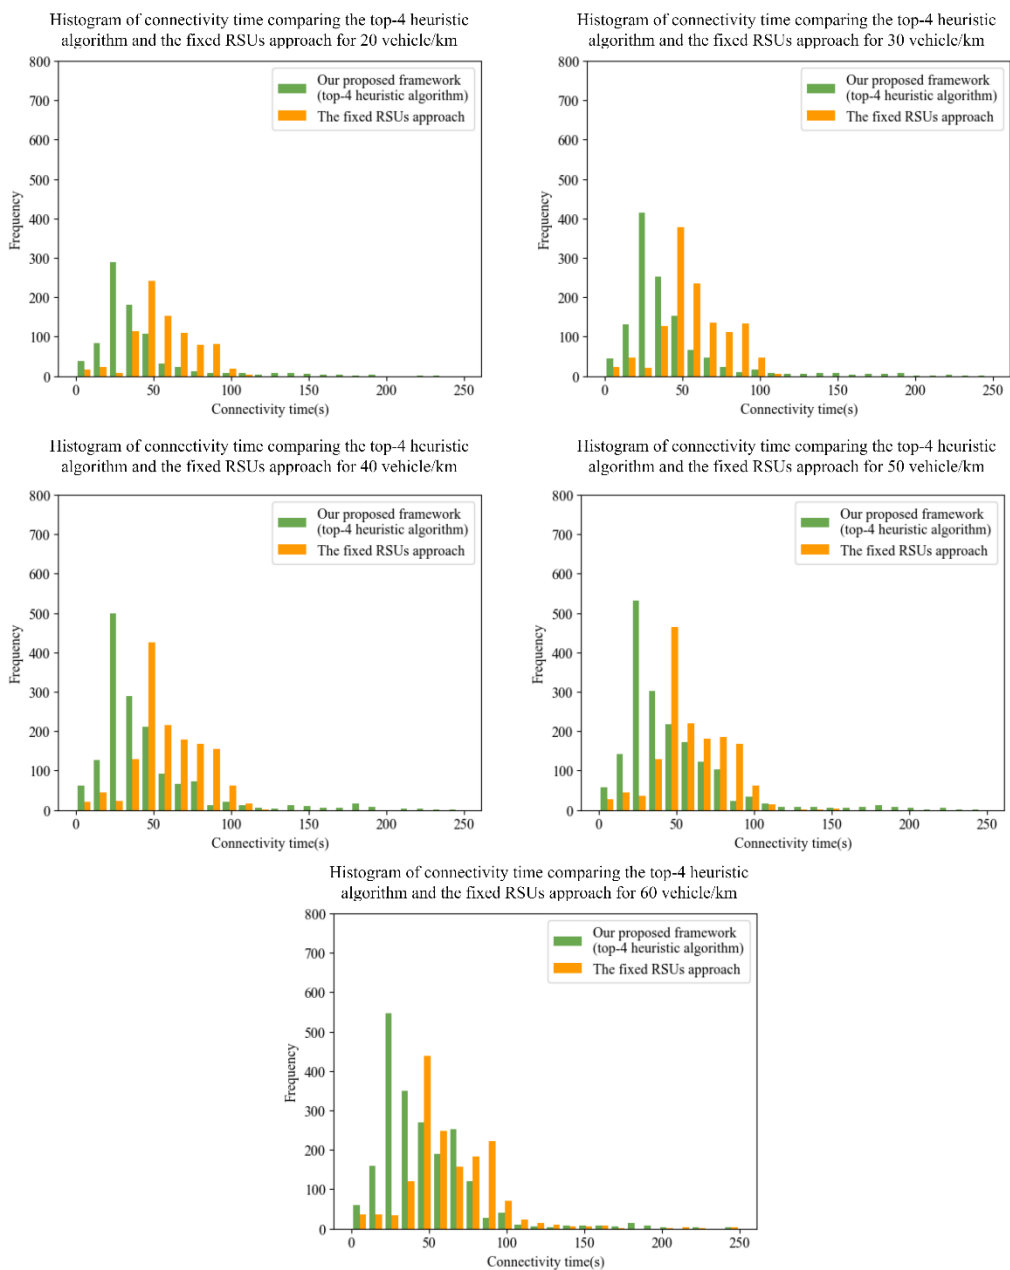 Histogram of connectivity time comparing the top-4 heuristic
algorithm and the fixed RSUs approach for 20 vehicle/km
800
700
600
500
400
300
200
100
0
Frequency
Our proposed framework
(top-4 heuristic algorithm)
The fixed RSUs approach
0 50 100 150 200 250
Connectivity time(s)
Histogram of connectivity time comparing the top-4 heuristic
algorithm and the fixed RSUs approach for 30 vehicle/km
800
700
600
500
400
300
200
100
0
Frequency
Our proposed framework
(top-4 heuristic algorithm)
The fixed RSUs approach
0 50 100 150 200 250
Connectivity time(s)
Histogram of connectivity time comparing the top-4 heuristic
algorithm and the fixed RSUs approach for 40 vehicle/km
800
700
600
500
400
300
200
100
0
Frequency
Our proposed framework
(top-4 heuristic algorithm)
The fixed RSUs approach
0 50 100 150 200 250
Connectivity time(s)
Histogram of connectivity time comparing the top-4 heuristic
algorithm and the fixed RSUs approach for 50 vehicle/km
800
700
600
500
400
300
200
100
0
Frequency
Our proposed framework
(top-4 heuristic algorithm)
The fixed RSUs approach
0 50 100 150 200 250
Connectivity time(s)
Histogram of connectivity time comparing the top-4 heuristic
algorithm and the fixed RSUs approach for 60 vehicle/km
800
700
600
500
400
300
200
100
0
Frequency
Our proposed framework
(top-4 heuristic algorithm)
The fixed RSUs approach
0 50 100 150 200 250
Connectivity time(s)